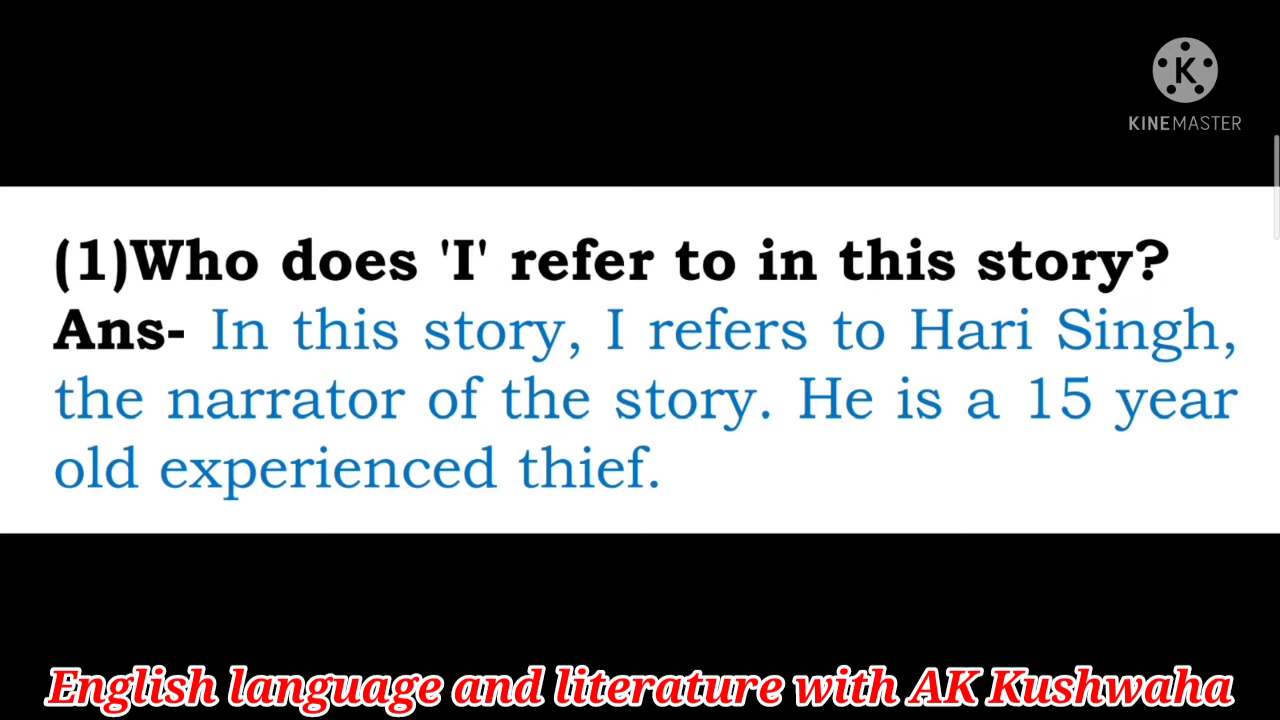 KINEMASTER
(1)Who does 'I' refer to in this story?
Ans- In this story, I refers to Hari Singh,
the narrator of the story. He is a 15 year
old experienced thief.
English language and literature with AK Kushwaha